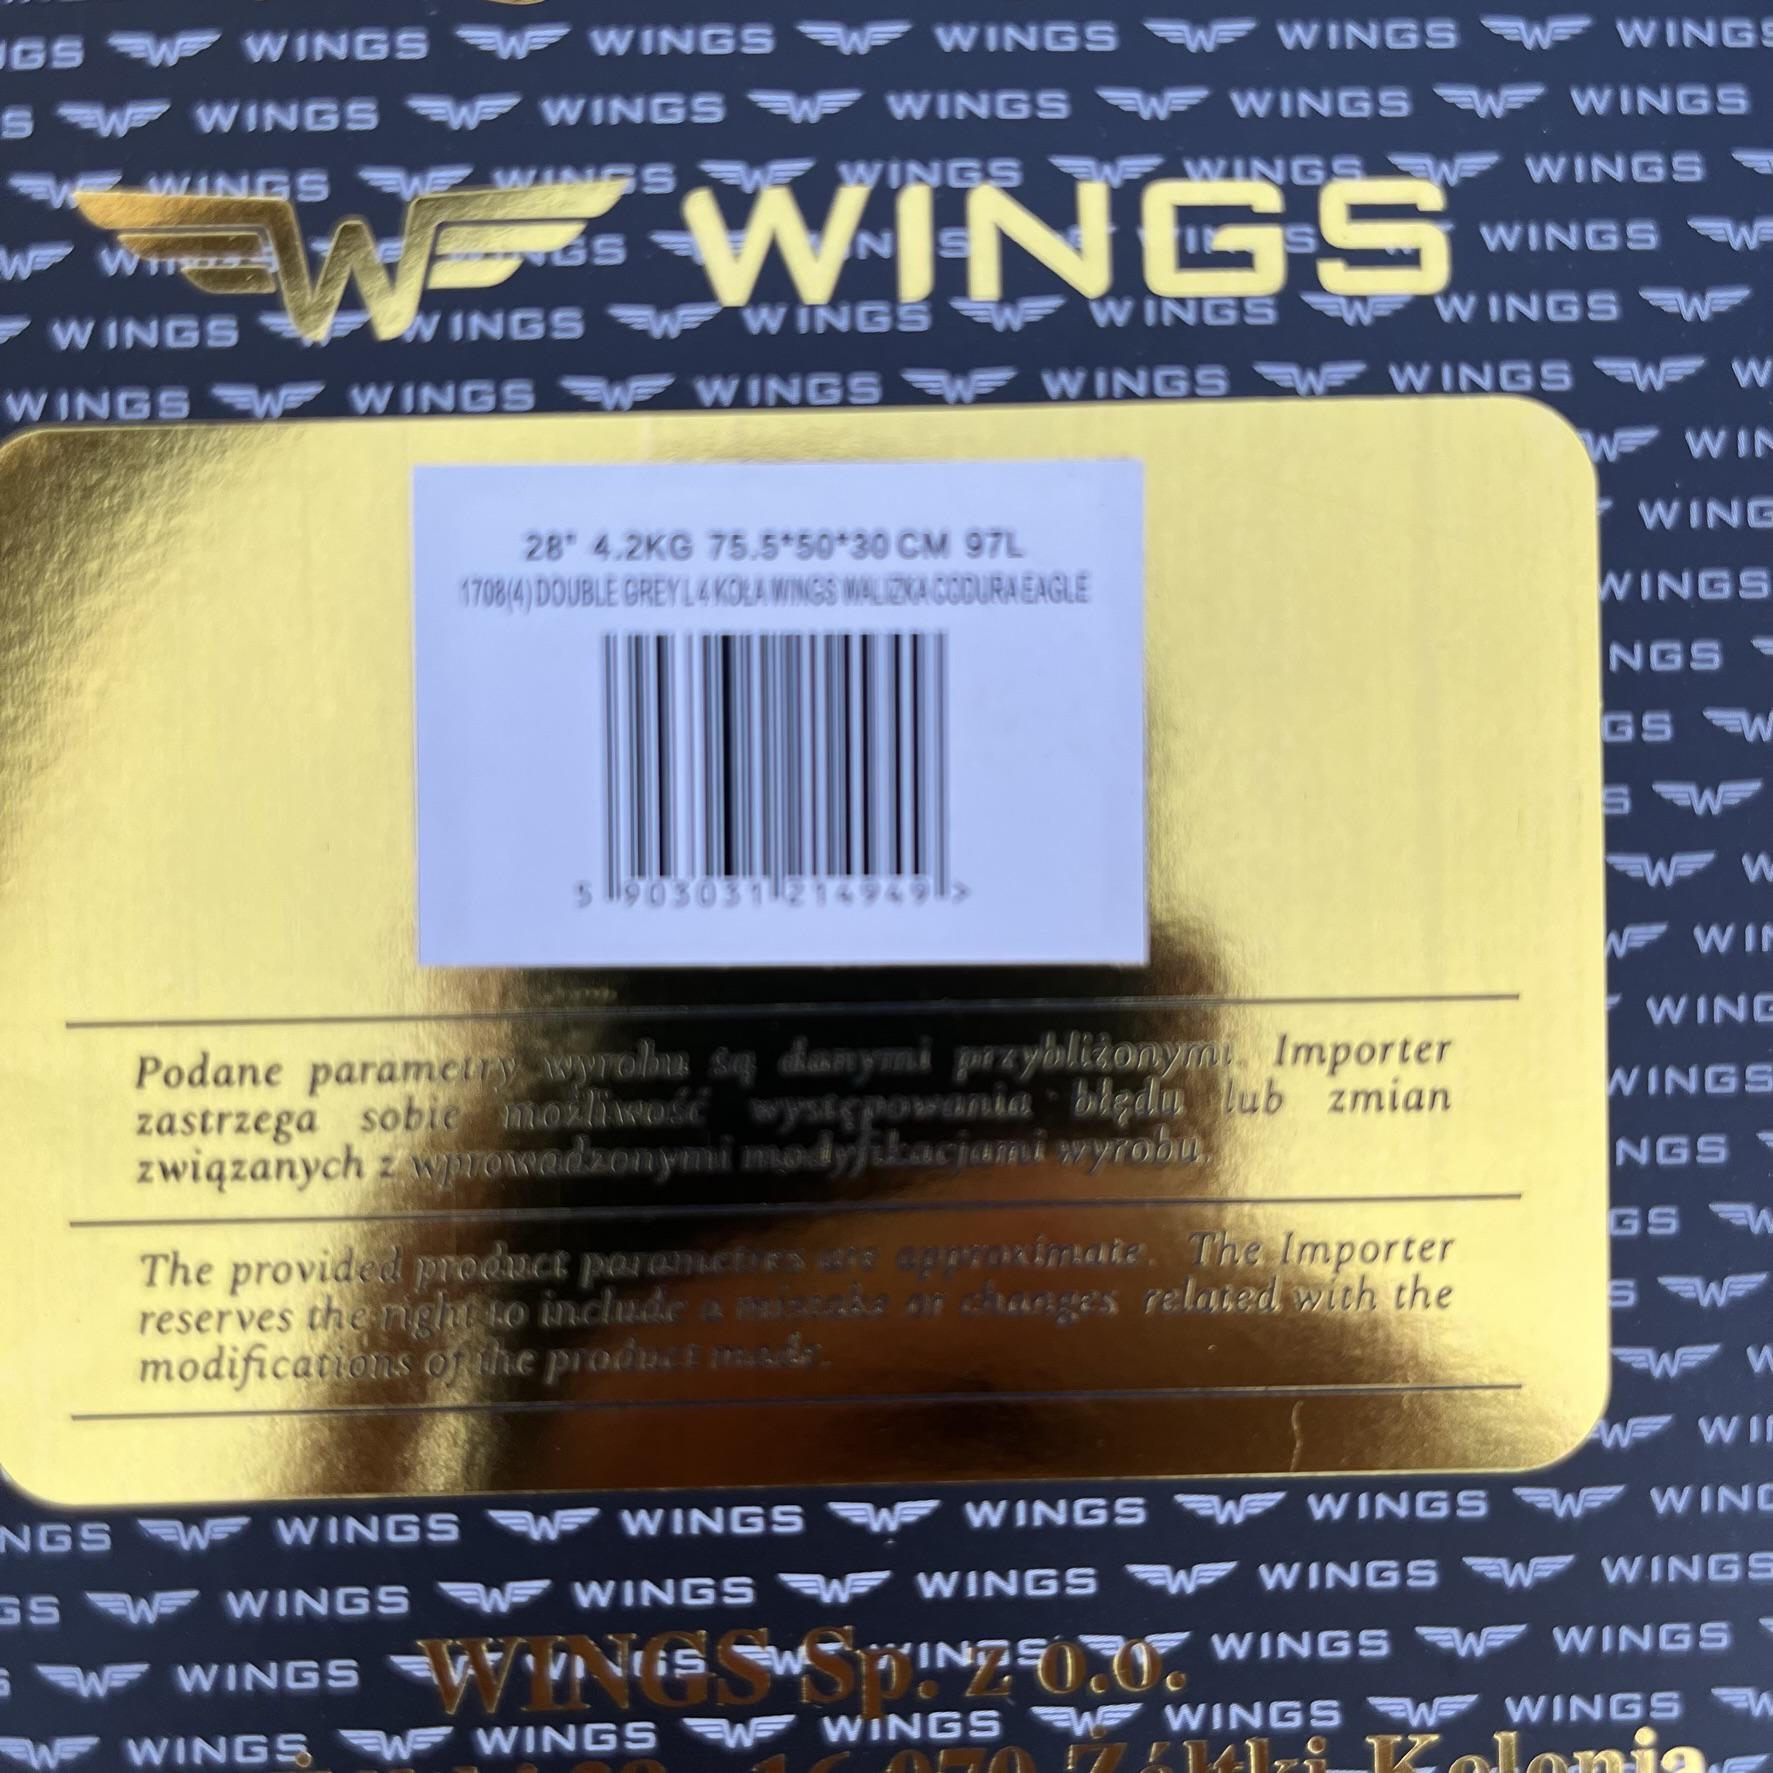 WINGS
28" 4.2KG 75.5*50*30 CM 97L
1708(4) DOUBLE GREY L 4 KOŁA WINGS WALIZKA CODURA EAGLE
5 903031 214949 >
Podane parametry wyrobu są danymi przybliżonymi. Importer
zastrzega sobie możliwość występowania błędu lub zmian
związanych z wprowadzonymi modyfikacjami wyrobu.
The provided product parametres are approximate. The Importer
reserves the right to include a mistake or changes related with the
modifications of the product made.
WINGS Sp. z o.o.
Żółtki Kolonia